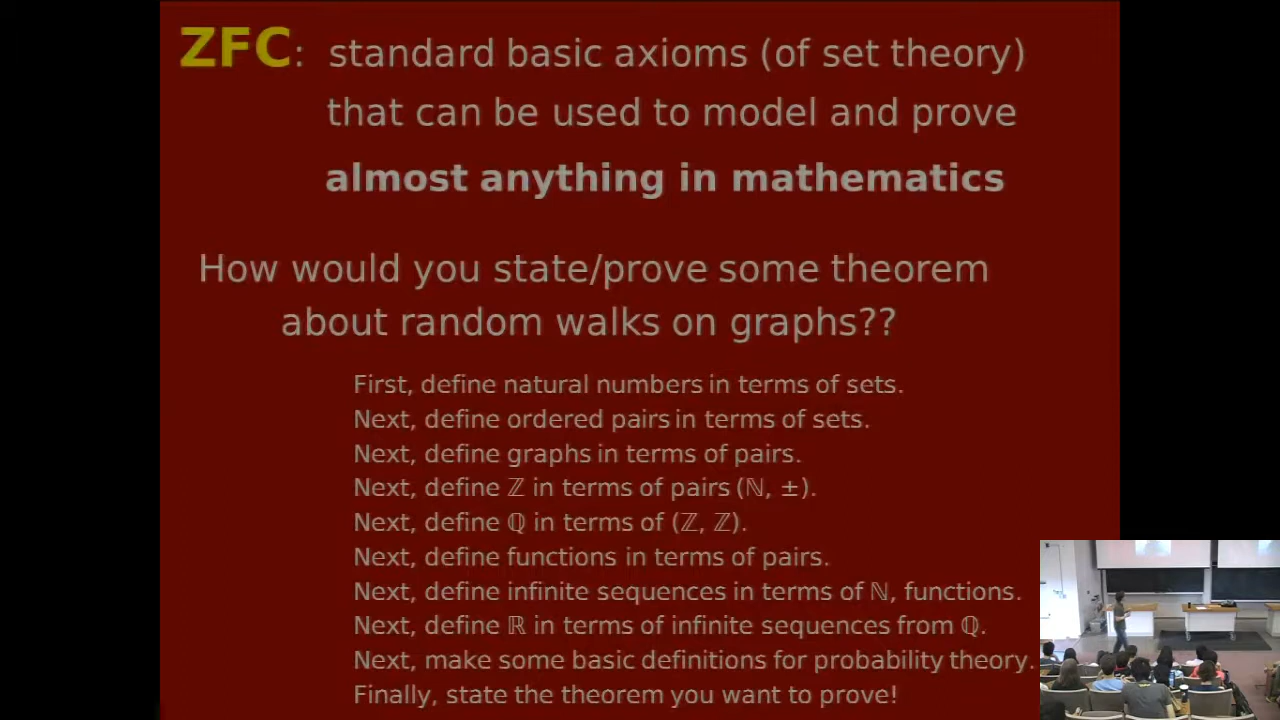 ZFC: standard basic axioms (of set theory)
that can be used to model and prove
almost anything in mathematics
How would you state/prove some theorem
about random walks on graphs??
First, define natural numbers in terms of sets.
Next, define ordered pairs in terms of sets.
Next, define graphs in terms of pairs.
Next, define ℤ in terms of pairs (ℕ, ±).
Next, define ℚ in terms of (ℤ, ℤ).
Next, define functions in terms of pairs.
Next, define infinite sequences in terms of ℕ, functions.
Next, define ℝ in terms of infinite sequences from ℚ.
Next, make some basic definitions for probability theory.
Finally, state the theorem you want to prove!